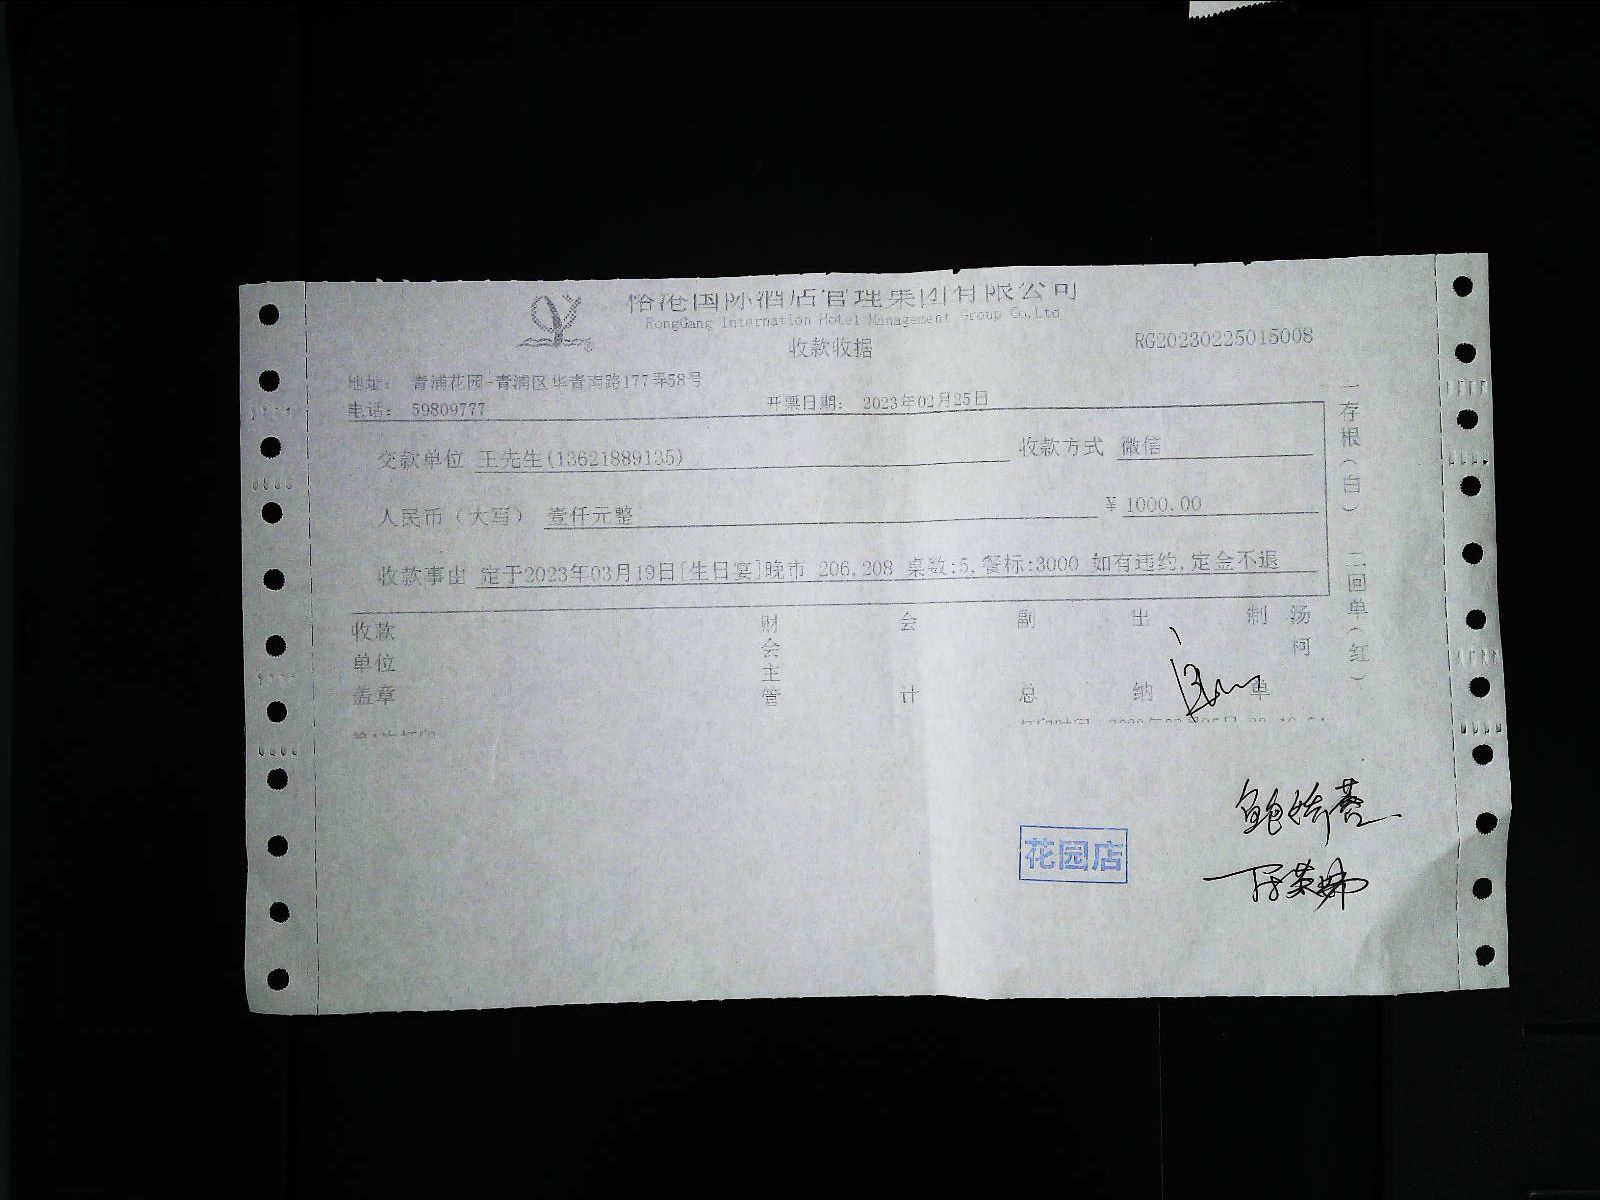 国际酒店管理集团有限公司
RongGang Internation Hotel Management Group Co.Ltd
收款收据
RG20230225015008
地址： 青浦花园-青浦区华青南路177弄58号
电话： 59809777 开票日期： 2023年02月25日
交款单位 王先生(13621889135) 收款方式 微信
人民币（大写） 壹仟元整 ¥ 1000.00
收款事由 定于2023年03月19日[生日宴]晚市 206,208 桌数:5,餐标:3000 如有违约,定金不退
收款单位盖章 财会主管 会计 副总 出纳 制单 汤柯
一存根（白） 二回单（红）
花园店